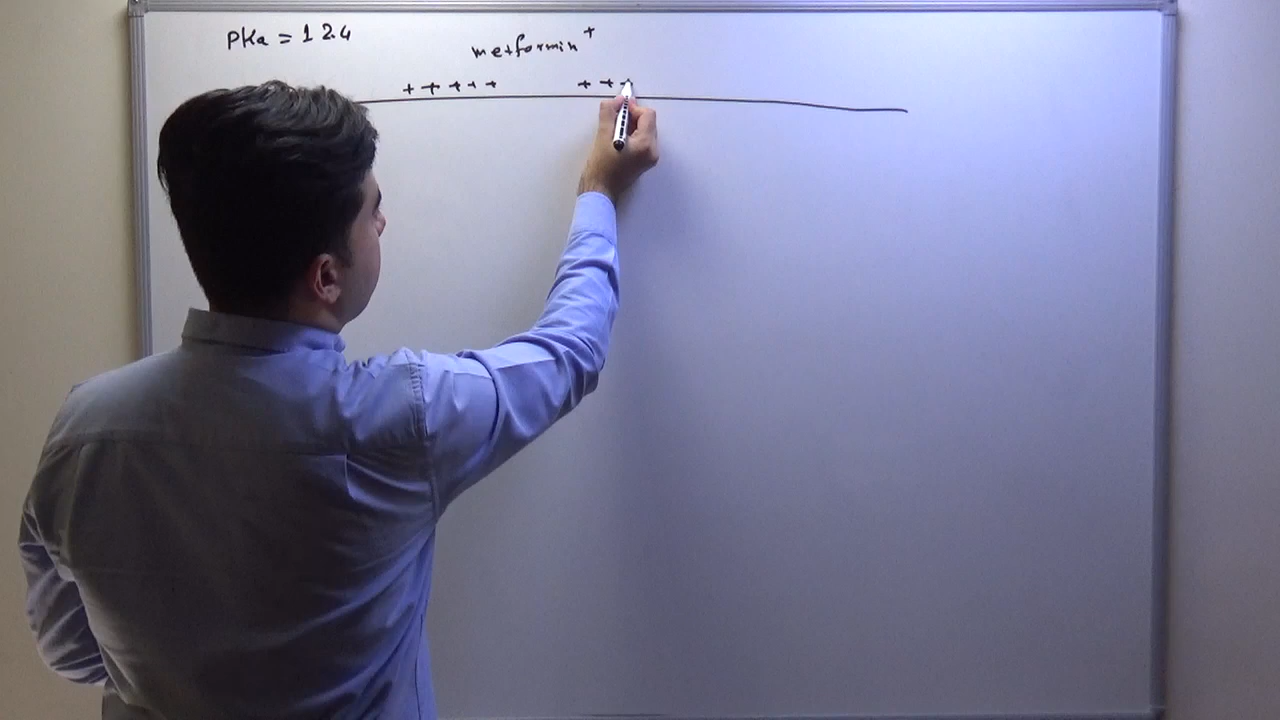 PKa = 12.4
metformin +
+ + + + + + + +